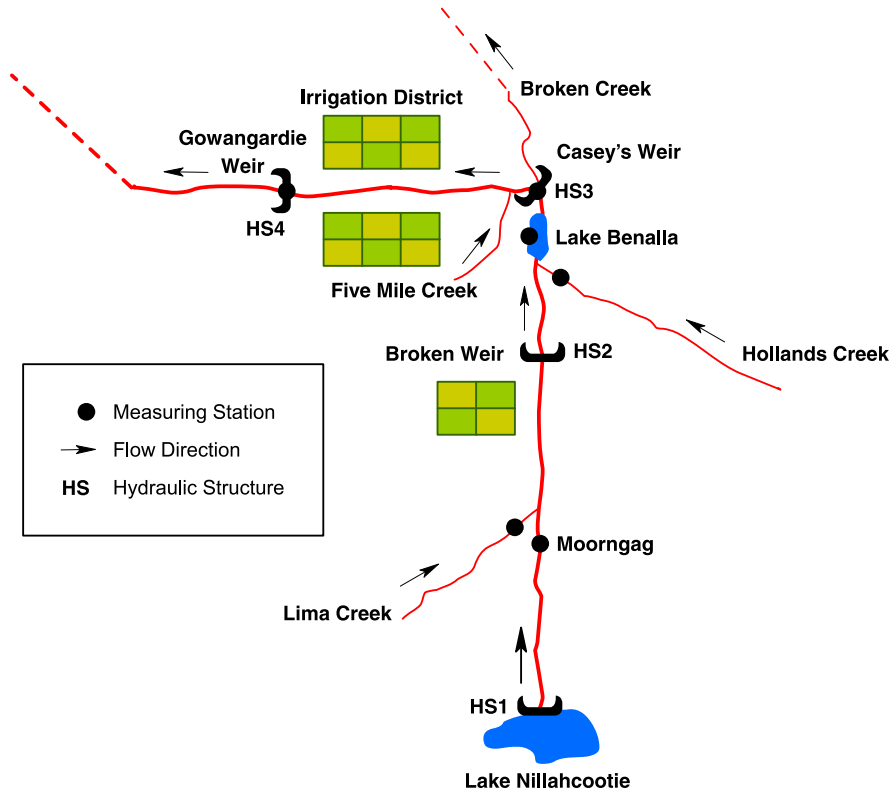 Broken Creek
Irrigation District
Gowangardie
Weir
Casey's Weir
HS3
HS4
Lake Benalla
Five Mile Creek
Broken Weir
HS2
Hollands Creek
Measuring Station
Flow Direction
HS Hydraulic Structure
Moorngag
Lima Creek
HS1
Lake Nillahcootie